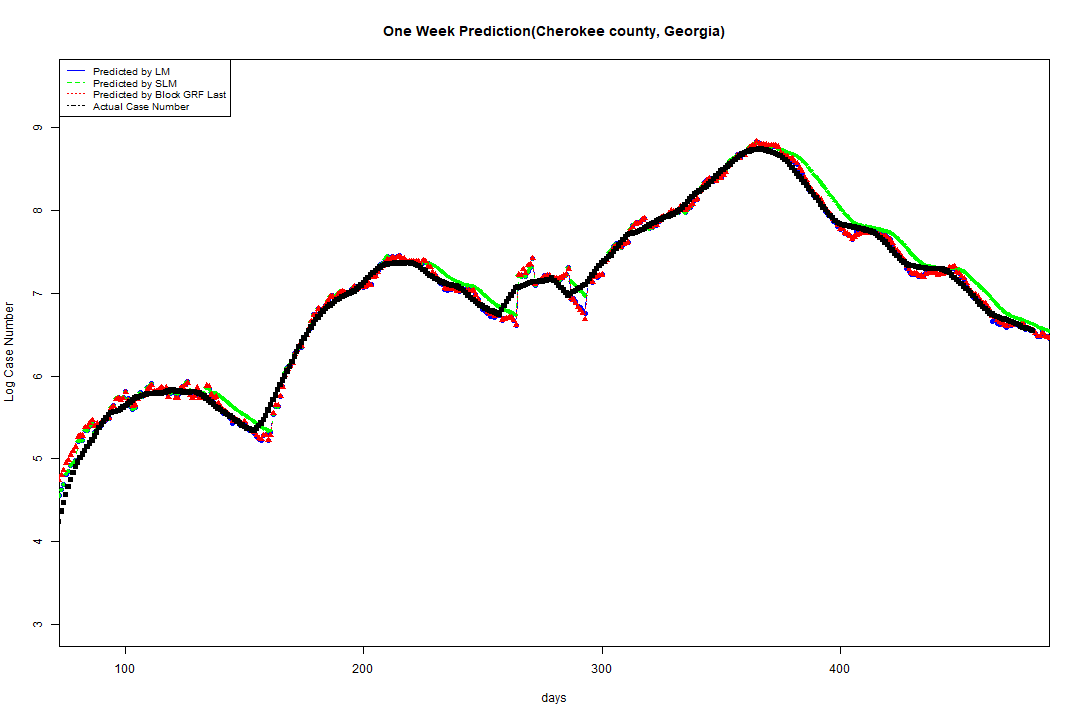 One Week Prediction(Cherokee county, Georgia)
Predicted by LM
Predicted by SLM
Predicted by Block GRF Last
Actual Case Number
9
8
7
6
5
4
3
Log Case Number
100 200 300 400
days